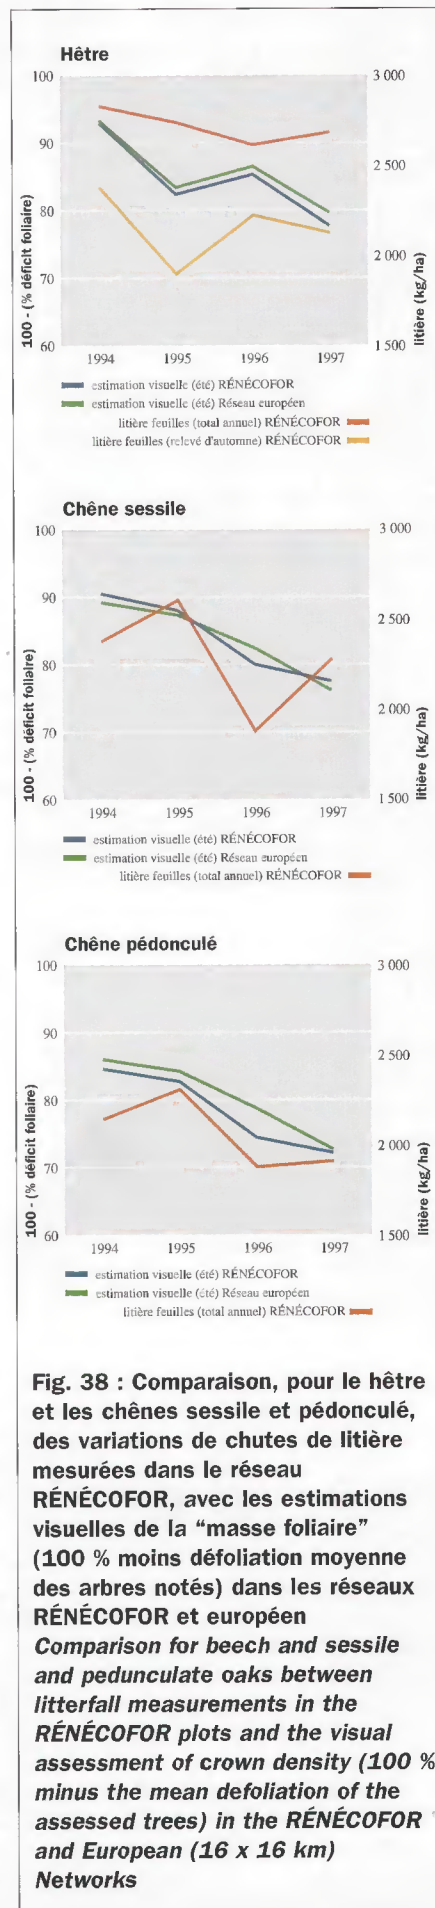 Hêtre
100
90
80
70
60
100 - (% déficit foliaire)
3 000
2 500
2 000
1 500
litière (kg/ha)
1994 1995 1996 1997
estimation visuelle (été) RÉNÉCOFOR
estimation visuelle (été) Réseau européen
litière feuilles (total annuel) RÉNÉCOFOR
litière feuilles (relevé d'automne) RÉNÉCOFOR
Chêne sessile
100
90
80
70
60
100 - (% déficit foliaire)
3 000
2 500
2 000
1 500
litière (kg/ha)
1994 1995 1996 1997
estimation visuelle (été) RÉNÉCOFOR
estimation visuelle (été) Réseau européen
litière feuilles (total annuel) RÉNÉCOFOR
Chêne pédonculé
100
90
80
70
60
100 - (% déficit foliaire)
3 000
2 500
2 000
1 500
litière (kg/ha)
1994 1995 1996 1997
estimation visuelle (été) RÉNÉCOFOR
estimation visuelle (été) Réseau européen
litière feuilles (total annuel) RÉNÉCOFOR
Fig. 38 : Comparaison, pour le hêtre
et les chênes sessile et pédonculé,
des variations de chutes de litière
mesurées dans le réseau
RÉNÉCOFOR, avec les estimations
visuelles de la “masse foliaire”
(100 % moins défoliation moyenne
des arbres notés) dans les réseaux
RÉNÉCOFOR et européen
Comparison for beech and sessile
and pedunculate oaks between
litterfall measurements in the
RÉNÉCOFOR plots and the visual
assessment of crown density (100 %
minus the mean defoliation of the
assessed trees) in the RÉNÉCOFOR
and European (16 x 16 km)
Networks